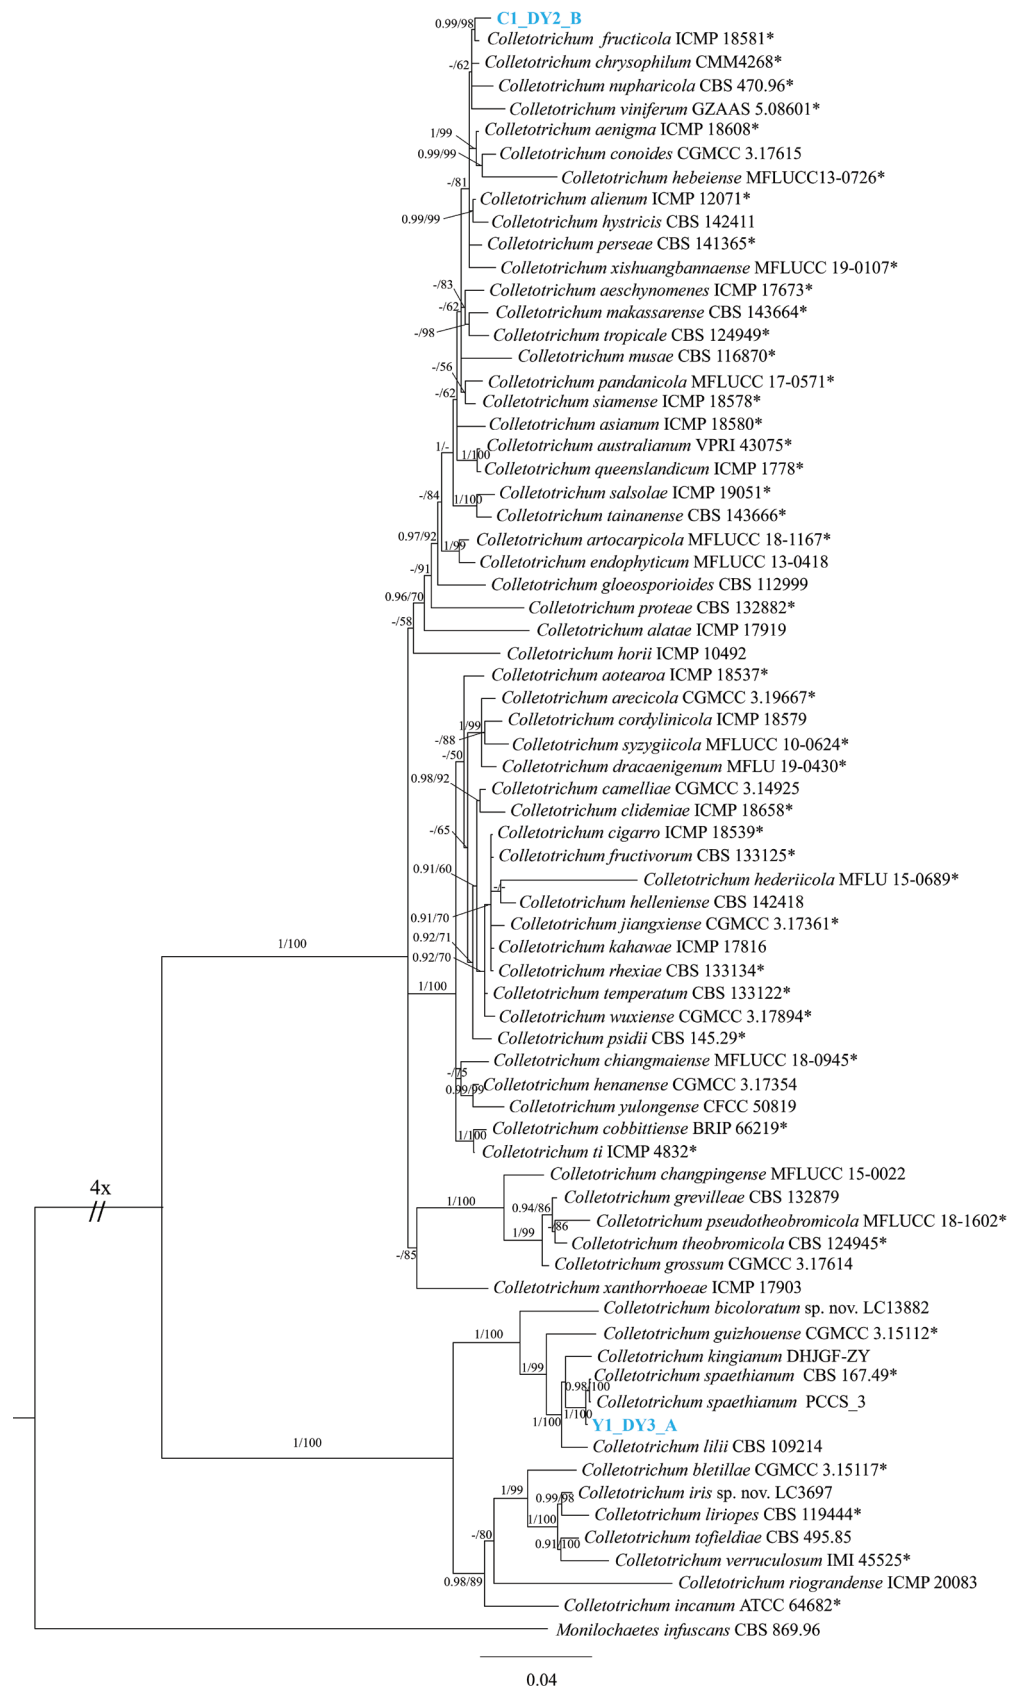 0.99/98
C1_DY2_B
Colletotrichum fructicola ICMP 18581*
-/62
Colletotrichum chrysophilum CMM4268*
Colletotrichum nupharicola CBS 470.96*
Colletotrichum viniferum GZAAS 5.08601*
1/99
Colletotrichum aenigma ICMP 18608*
0.99/99
Colletotrichum conoides CGMCC 3.17615
Colletotrichum hebeiense MFLUCC13-0726*
-/81
Colletotrichum alienum ICMP 12071*
0.99/99
Colletotrichum hystricis CBS 142411
Colletotrichum perseae CBS 141365*
Colletotrichum xishuangbannaense MFLUCC 19-0107*
-/83
Colletotrichum aeschynomenes ICMP 17673*
-/62
Colletotrichum makassarense CBS 143664*
-/98
Colletotrichum tropicale CBS 124949*
Colletotrichum musae CBS 116870*
-/56
Colletotrichum pandanicola MFLUCC 17-0571*
-/62
Colletotrichum siamense ICMP 18578*
Colletotrichum asianum ICMP 18580*
1/-
Colletotrichum australianum VPRI 43075*
1/100
Colletotrichum queenslandicum ICMP 1778*
-/84
Colletotrichum salsolae ICMP 19051*
1/100
Colletotrichum tainanense CBS 143666*
0.97/92
Colletotrichum artocarpicola MFLUCC 18-1167*
1/99
Colletotrichum endophyticum MFLUCC 13-0418
-/91
Colletotrichum gloeosporioides CBS 112999
0.96/70
Colletotrichum proteae CBS 132882*
-/58
Colletotrichum alatae ICMP 17919
Colletotrichum horii ICMP 10492
Colletotrichum aotearoa ICMP 18537*
Colletotrichum arecicola CGMCC 3.19667*
1/99
Colletotrichum cordylinicola ICMP 18579
-/88
Colletotrichum syzygiicola MFLUCC 10-0624*
-/50
Colletotrichum dracaenigenum MFLU 19-0430*
0.98/92
Colletotrichum camelliae CGMCC 3.14925
Colletotrichum clidemiae ICMP 18658*
-/65
Colletotrichum cigarro ICMP 18539*
Colletotrichum fructivorum CBS 133125*
0.91/60
Colletotrichum hederiicola MFLU 15-0689*
-/-
Colletotrichum helleniense CBS 142418
0.91/70
Colletotrichum jiangxiense CGMCC 3.17361*
0.92/71
Colletotrichum kahawae ICMP 17816
1/100
0.92/70
Colletotrichum rhexiae CBS 133134*
1/100
Colletotrichum temperatum CBS 133122*
Colletotrichum wuxiense CGMCC 3.17894*
Colletotrichum psidii CBS 145.29*
Colletotrichum chiangmaiense MFLUCC 18-0945*
-/75
Colletotrichum henanense CGMCC 3.17354
0.99/99
Colletotrichum yulongense CFCC 50819
Colletotrichum cobbittiense BRIP 66219*
1/100
Colletotrichum ti ICMP 4832*
Colletotrichum changpingense MFLUCC 15-0022
4x
1/100
Colletotrichum grevilleae CBS 132879
0.94/86
Colletotrichum pseudotheobromicola MFLUCC 18-1602*
-/86
1/99
Colletotrichum theobromicola CBS 124945*
-/85
Colletotrichum grossum CGMCC 3.17614
Colletotrichum xanthorrhoeae ICMP 17903
Colletotrichum bicoloratum sp. nov. LC13882
1/100
Colletotrichum guizhouense CGMCC 3.15112*
Colletotrichum kingianum DHJGF-ZY
1/99
Colletotrichum spaethianum CBS 167.49*
0.98/100
Colletotrichum spaethianum PCCS_3
1/100
1/100
Y1_DY3_A
1/100
Colletotrichum lilii CBS 109214
Colletotrichum bletillae CGMCC 3.15117*
1/99
Colletotrichum iris sp. nov. LC3697
0.99/98
Colletotrichum liriopes CBS 119444*
1/100
-/80
Colletotrichum tofieldiae CBS 495.85
0.91/100
Colletotrichum verruculosum IMI 45525*
0.98/89
Colletotrichum riograndense ICMP 20083
Colletotrichum incanum ATCC 64682*
Monilochaetes infuscans CBS 869.96
0.04